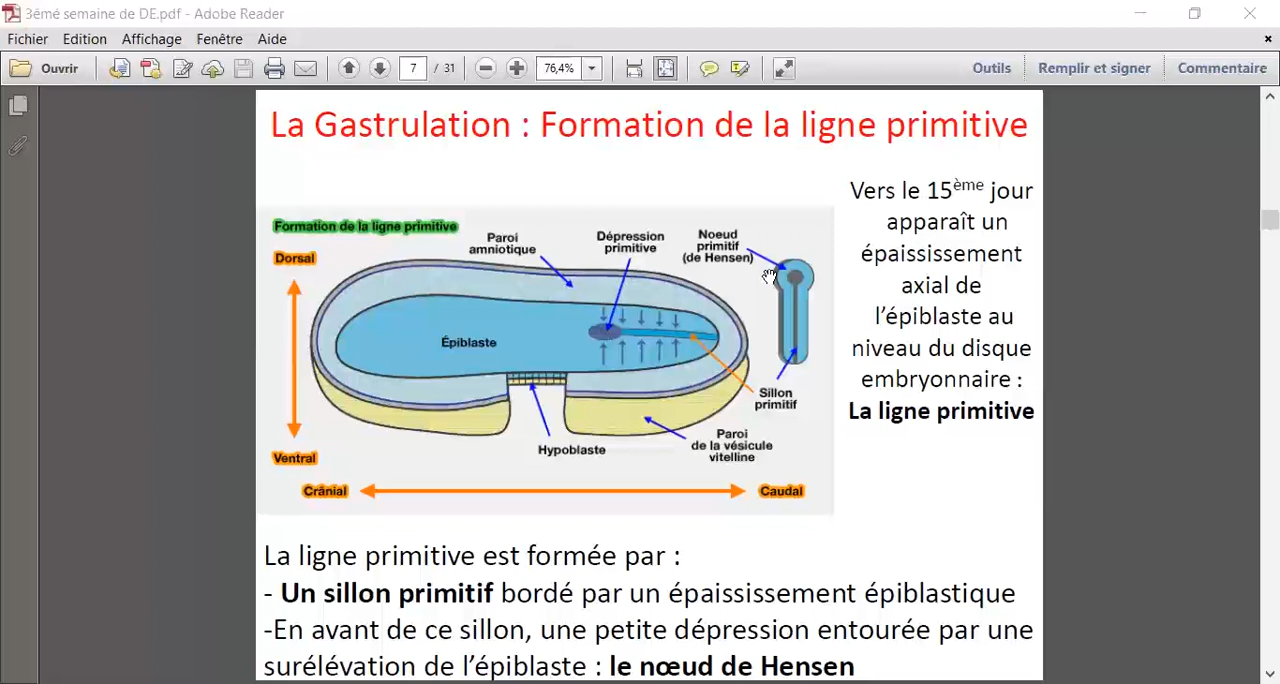 3émé semaine de DE.pdf - Adobe Reader
Fichier Edition Affichage Fenêtre Aide
Ouvrir 7 / 31 76,4% Outils Remplir et signer Commentaire
La Gastrulation : Formation de la ligne primitive
Vers le 15ème jour
apparaît un
épaississement
axial de
l'épiblaste au
niveau du disque
embryonnaire :
La ligne primitive
Formation de la ligne primitive
Dorsal
Paroi
amniotique
Dépression
primitive
Noeud
primitif
(de Hensen)
Épiblaste
Sillon
primitif
Hypoblaste
Paroi
de la vésicule
vitelline
Ventral
Crânial
Caudal
La ligne primitive est formée par :
- Un sillon primitif bordé par un épaississement épiblastique
-En avant de ce sillon, une petite dépression entourée par une
surélévation de l'épiblaste : le nœud de Hensen